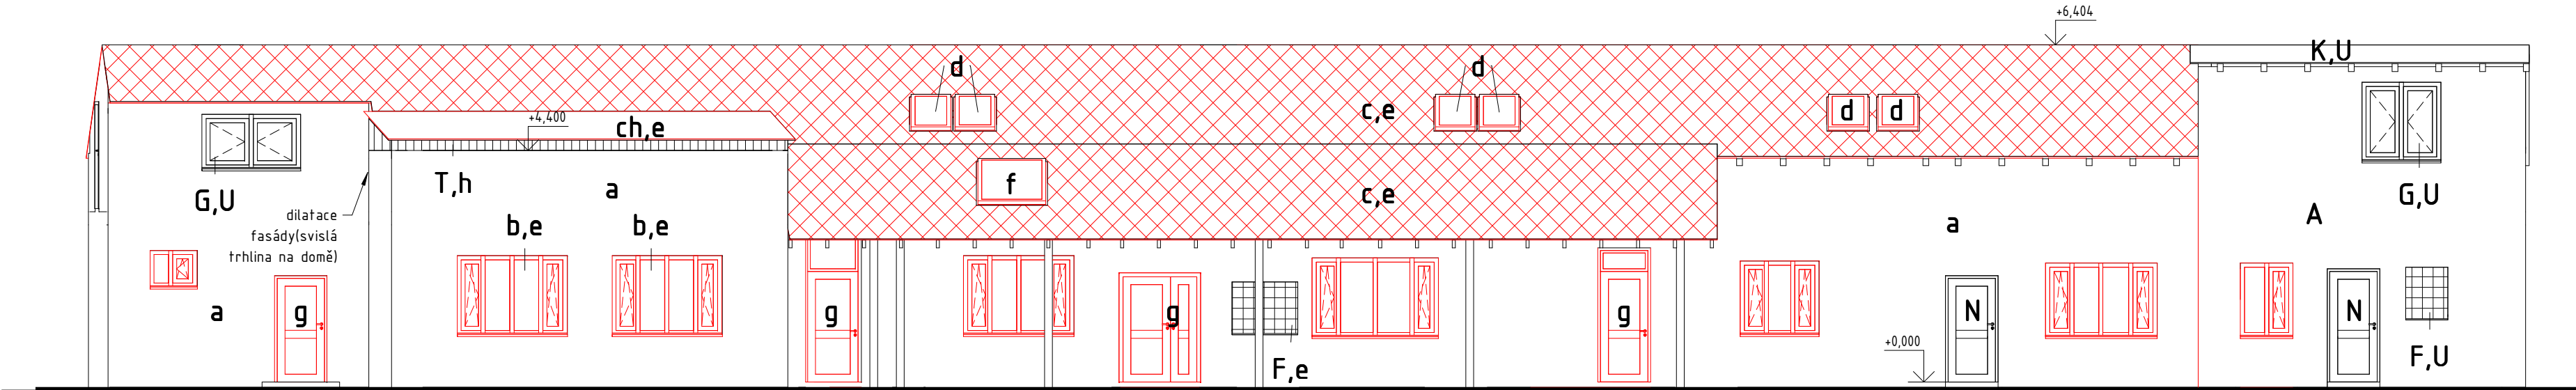 +6,404
K,U
d
d
c,e
d
d
+4,400
ch,e
T,h
a
f
c,e
G,U
G,U
dilatace
fasády(svislá
trhlina na domě)
b,e
b,e
a
A
a
g
g
g
F,e
g
+0,000
N
N
F,U